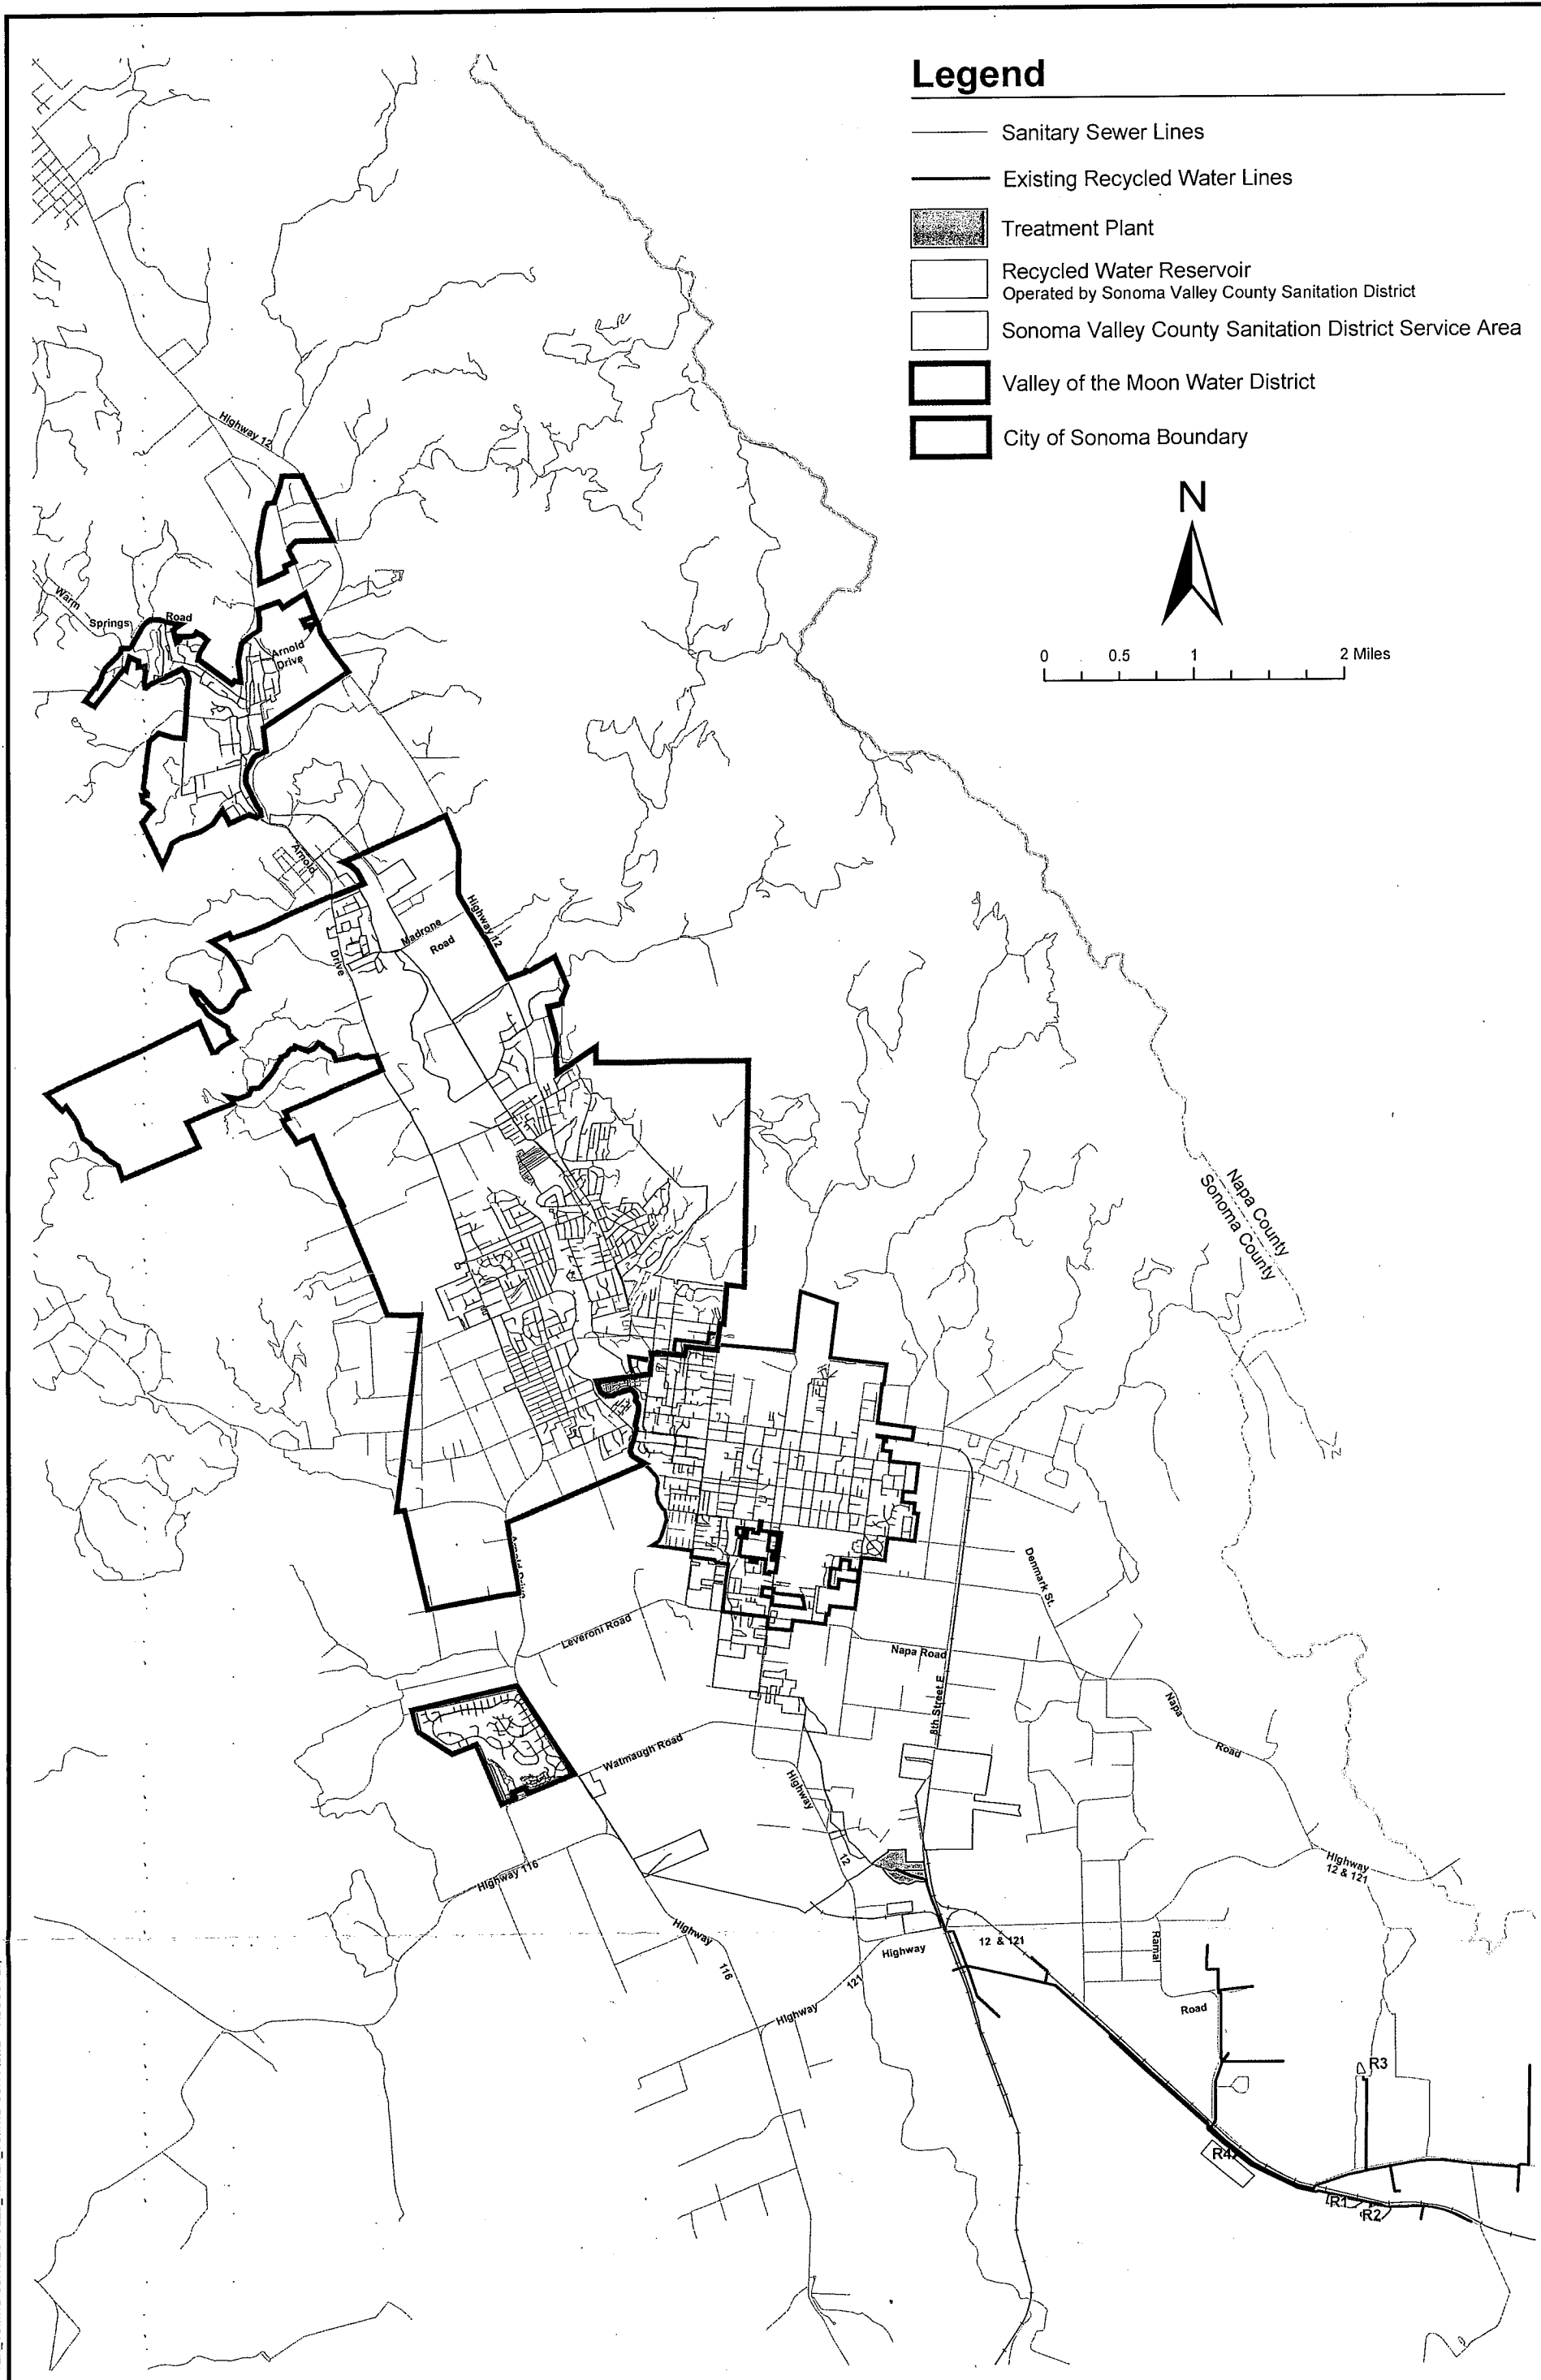 Legend
Sanitary Sewer Lines
Existing Recycled Water Lines
Treatment Plant
Recycled Water Reservoir
Operated by Sonoma Valley County Sanitation District
Sonoma Valley County Sanitation District Service Area
Valley of the Moon Water District
City of Sonoma Boundary
N
0 0.5 1 2 Miles
Highway 12
Warm
Springs
Road
Arnold
Drive
Arnold
Drive
Madrone
Road
Highway 12
Napa County
Sonoma County
Arnold Drive
Denmark St.
Leveroni Road
Napa Road
8th Street E
Napa
Road
Watmaugh Road
Highway
12
Highway
12 & 121
Highway 116
Highway
116
Highway
12 & 121
Highway
121
Ramal
Road
R3
R4
R1
R2